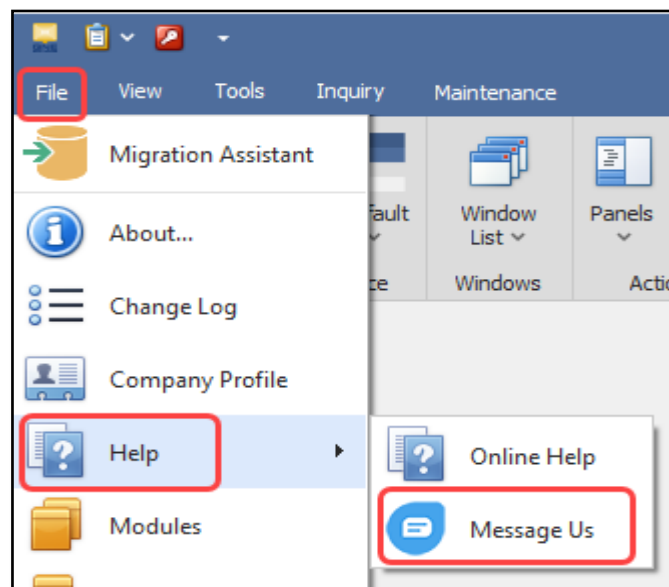 File View Tools Inquiry Maintenance
Migration Assistant
About...
Change Log
Company Profile
Help
Modules
Window
List
Panels
Windows
Online Help
Message Us